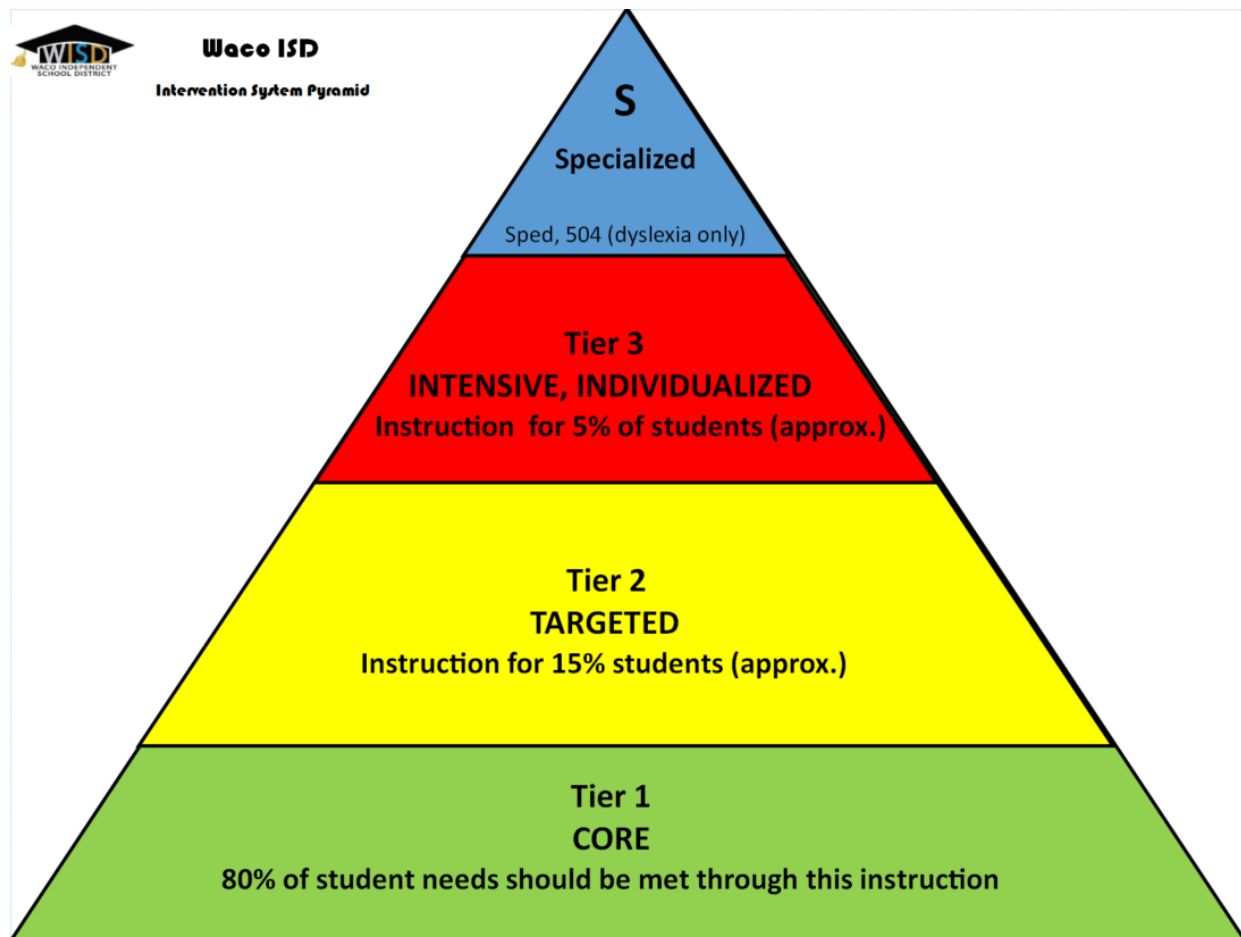 WISD
WACO INDEPENDENT
SCHOOL DISTRICT
Waco ISD
Intervention System Pyramid
S
Specialized
Sped, 504 (dyslexia only)
Tier 3
INTENSIVE, INDIVIDUALIZED
Instruction for 5% of students (approx.)
Tier 2
TARGETED
Instruction for 15% students (approx.)
Tier 1
CORE
80% of student needs should be met through this instruction